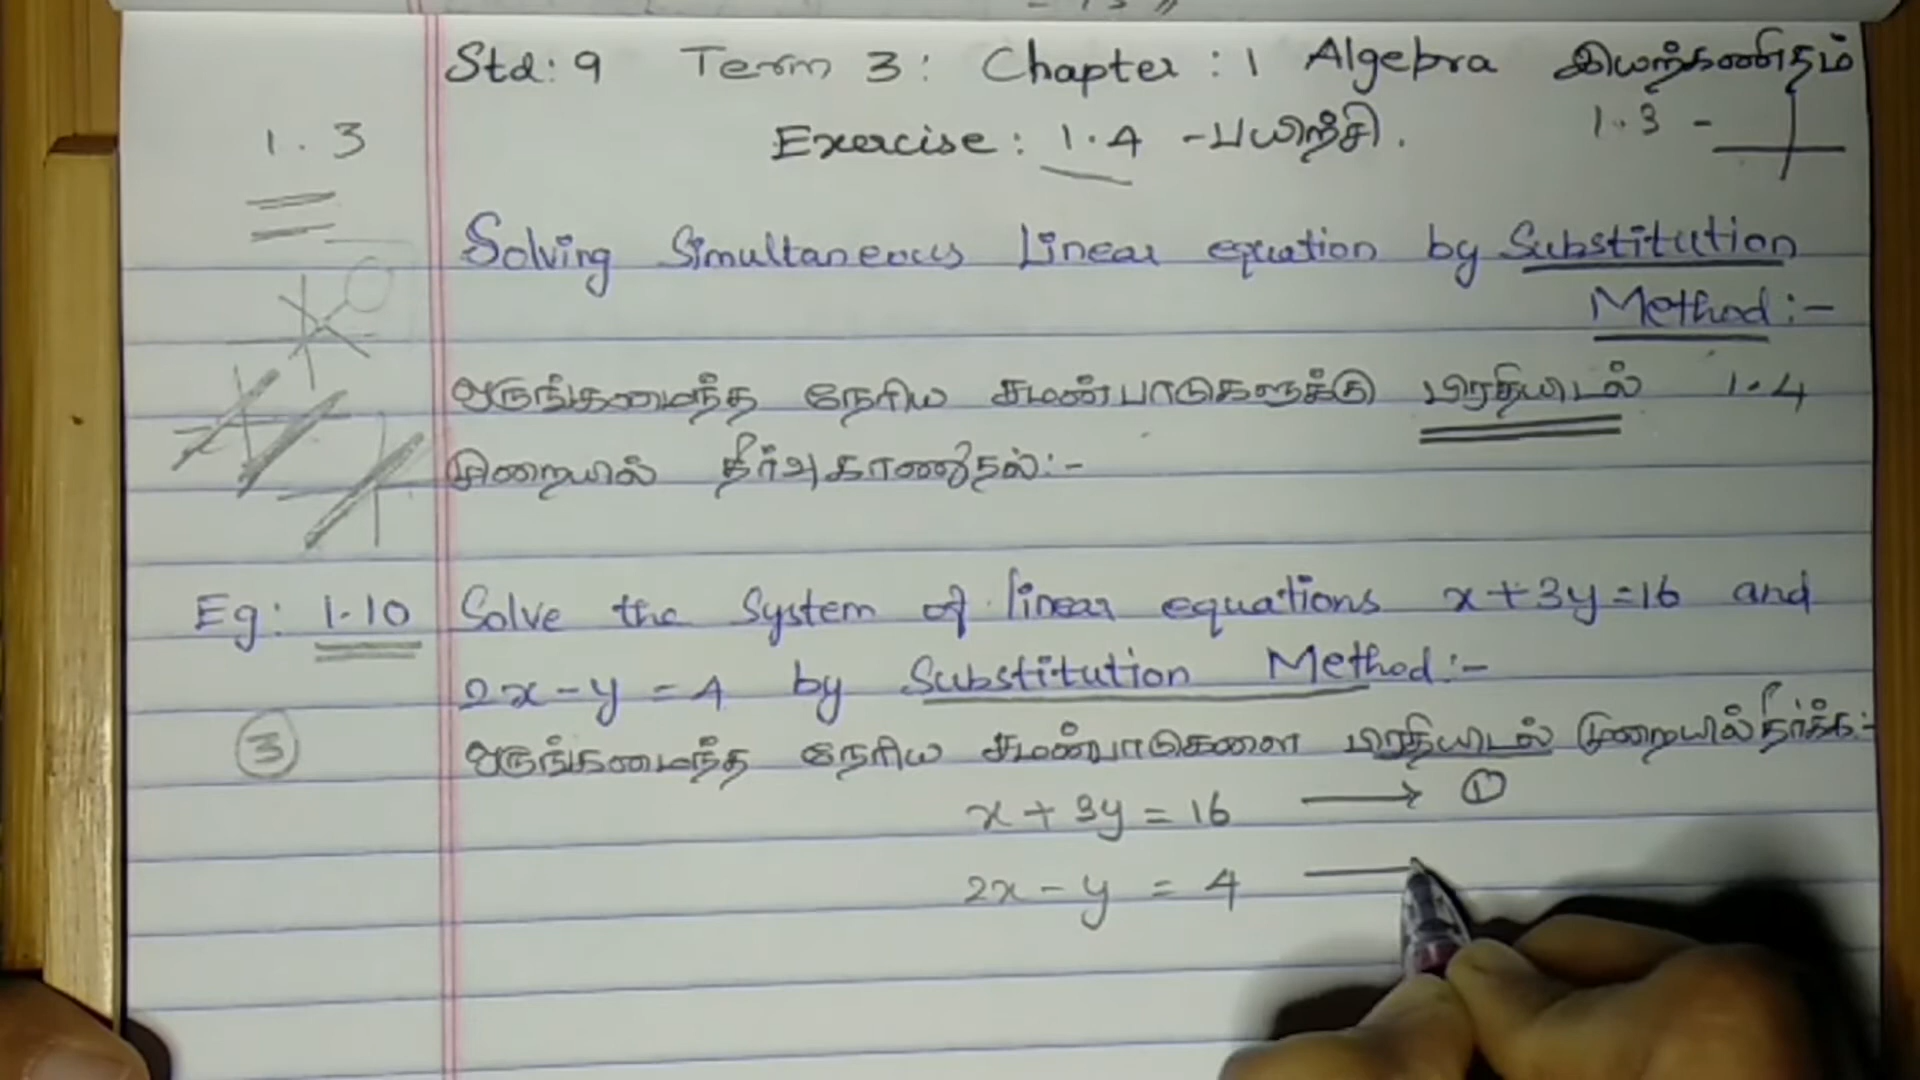 Std: 9 Term 3: Chapter: 1 Algebra இயற்கணிதம்
1.3 Exercise: 1.4 - பயிற்சி. 1.3 -
Solving Simultaneous Linear equation by Substitution
Method:-
ஒருங்கமைந்த நேரிய சமன்பாடுகளுக்கு பிரதியிடல் 1.4
முறையில் தீர்வு காணுதல்:-
Eg: 1.10 Solve the System of linear equations x+3y=16 and
2x-y=4 by Substitution Method:-
3 ஒருங்கமைந்த நேரிய சமன்பாடுகளை பிரதியிடல் முறையில் தீர்க்க:-
x + 3y = 16 → ①
2x - y = 4